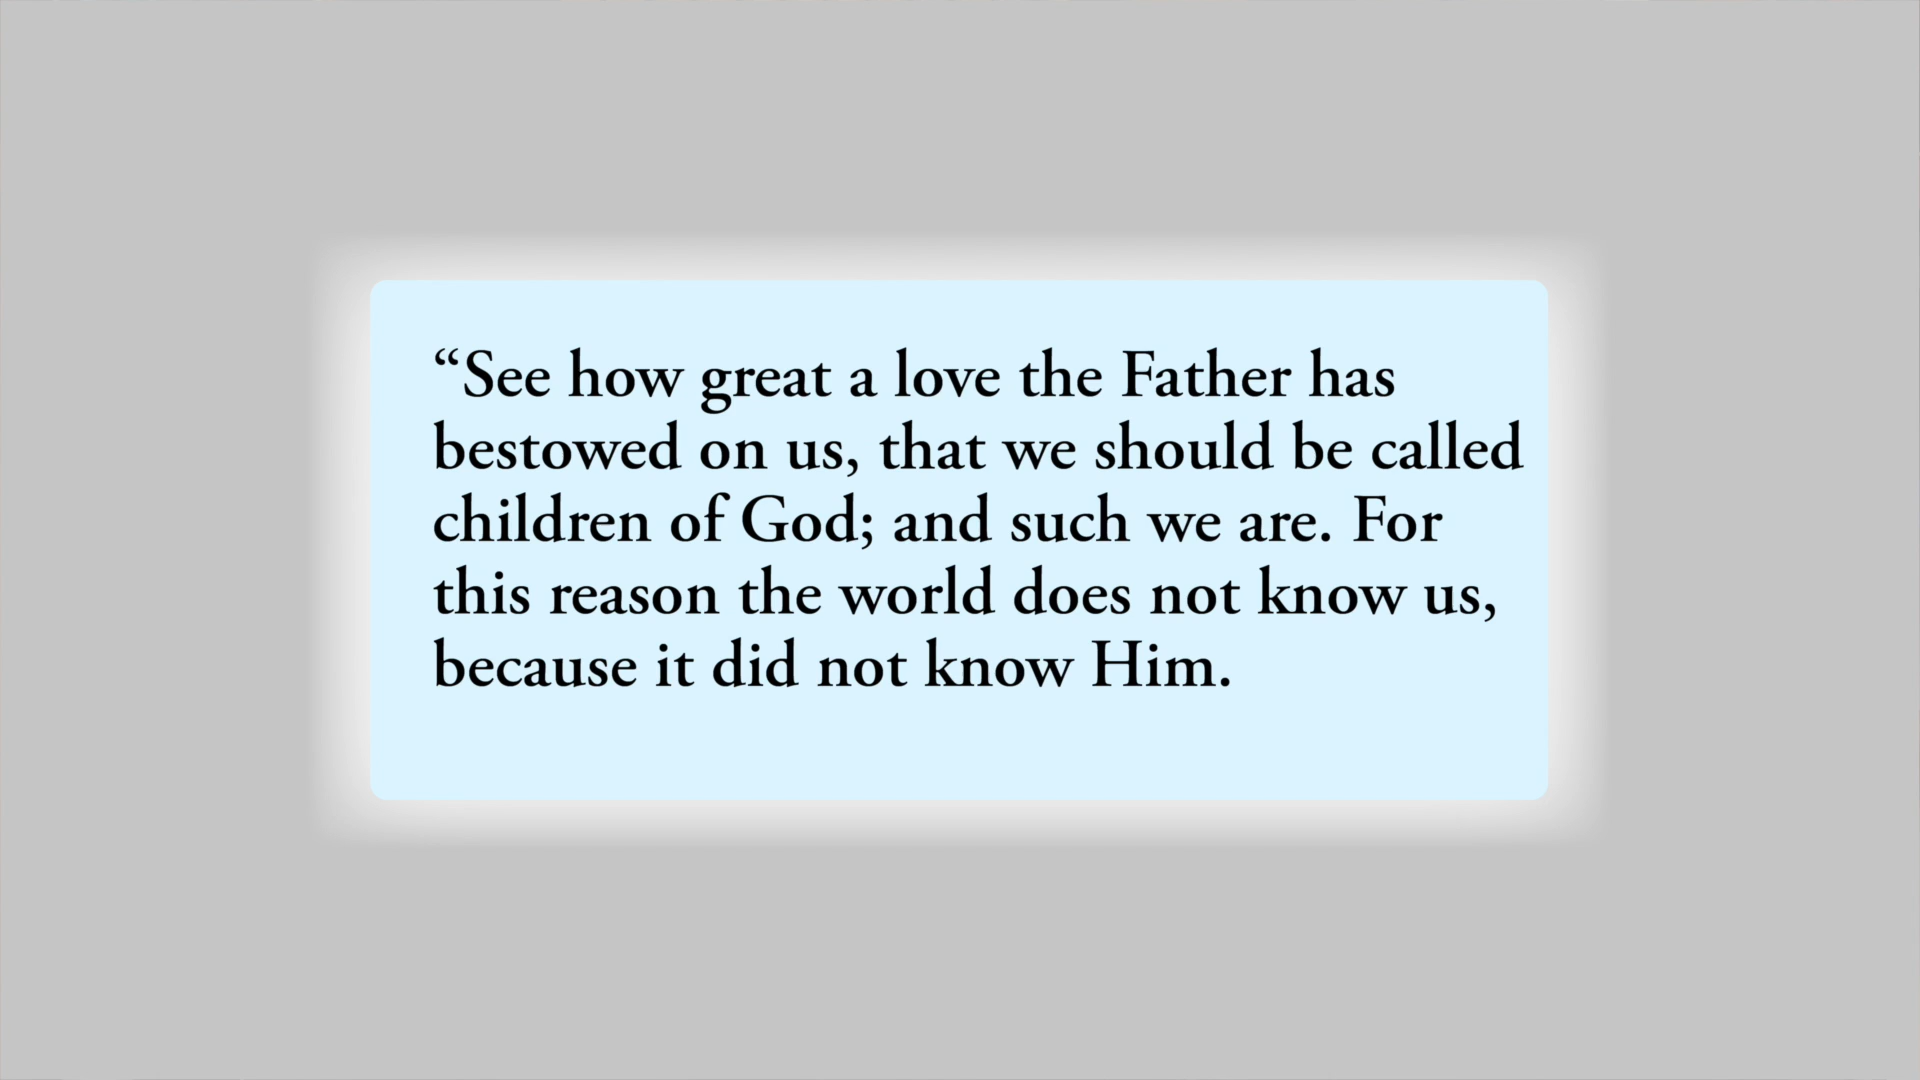 “See how great a love the Father has
bestowed on us, that we should be called
children of God; and such we are. For
this reason the world does not know us,
because it did not know Him.